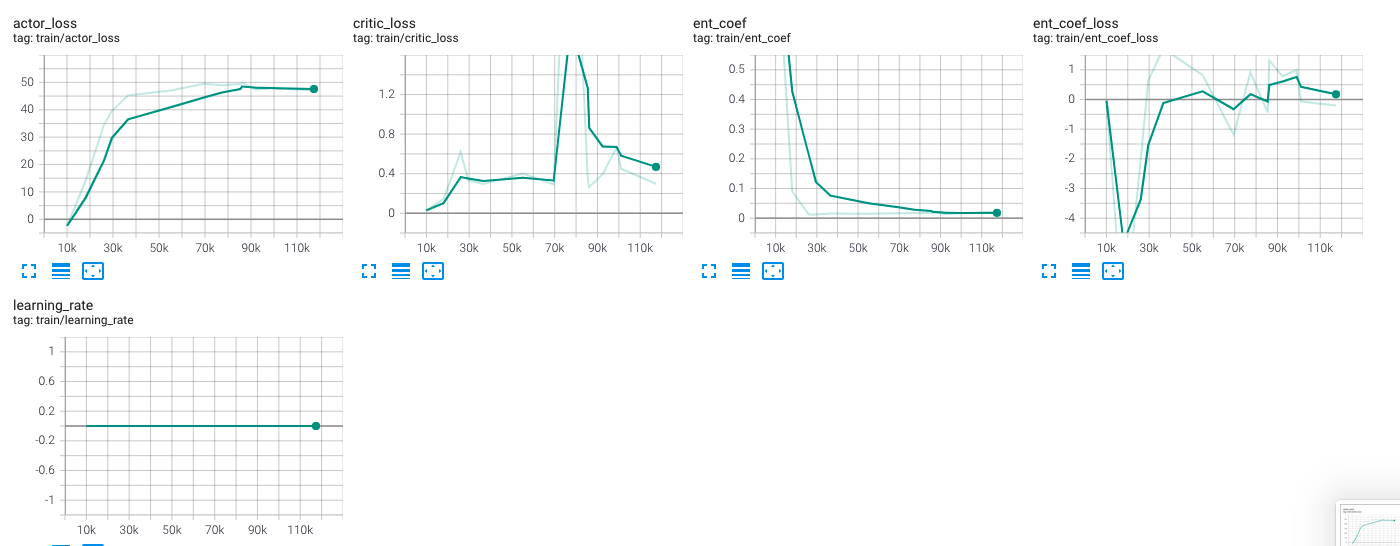 actor_loss
tag: train/actor_loss
50
40
30
20
10
0
10k 30k 50k 70k 90k 110k
critic_loss
tag: train/critic_loss
1.2
0.8
0.4
0
10k 30k 50k 70k 90k 110k
ent_coef
tag: train/ent_coef
0.5
0.4
0.3
0.2
0.1
0
10k 30k 50k 70k 90k 110k
ent_coef_loss
tag: train/ent_coef_loss
1
0
-1
-2
-3
-4
10k 30k 50k 70k 90k 110k
learning_rate
tag: train/learning_rate
1
0.6
0.2
-0.2
-0.6
-1
10k 30k 50k 70k 90k 110k